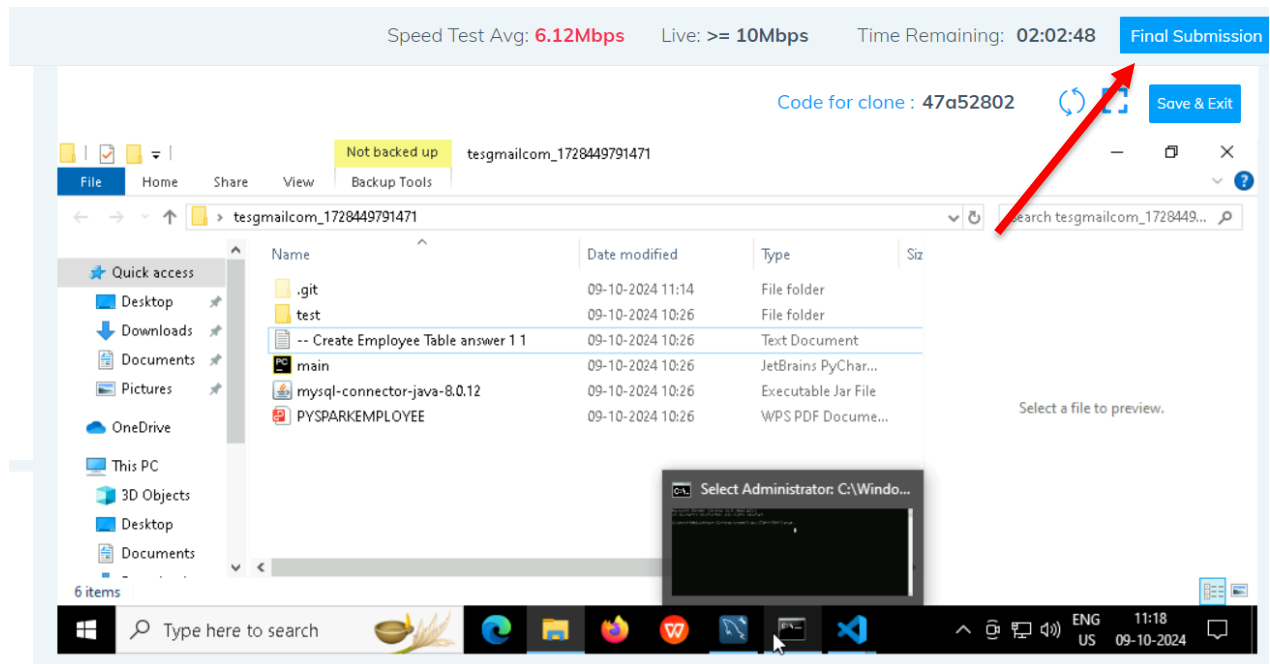 Speed Test Avg: 6.12Mbps Live: >= 10Mbps Time Remaining: 02:02:48 Final Submission
Code for clone : 47a52802 Save & Exit
Not backed up tesgmailcom_1728449791471
File Home Share View Backup Tools
tesgmailcom_1728449791471 Search tesgmailcom_1728449...
Name Date modified Type Siz
Quick access
.git 09-10-2024 11:14 File folder
Desktop
test 09-10-2024 10:26 File folder
Downloads
-- Create Employee Table answer 1 1 09-10-2024 10:26 Text Document
Documents
main 09-10-2024 10:26 JetBrains PyChar...
Pictures
mysql-connector-java-8.0.12 09-10-2024 10:26 Executable Jar File
PYSPARKEMPLOYEE 09-10-2024 10:26 WPS PDF Docume...
Select a file to preview.
OneDrive
This PC
3D Objects
Select Administrator: C:\Windo...
Desktop
Documents
6 items
Type here to search
ENG 11:18
US 09-10-2024